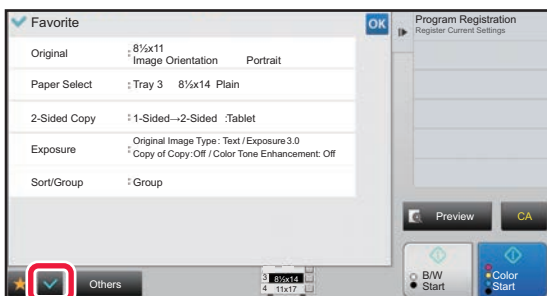 Favorite
OK
Program Registration
Register Current Settings
Original : 8½x11
Image Orientation Portrait
Paper Select : Tray 3 8½x14 Plain
2-Sided Copy : 1-Sided→2-Sided :Tablet
Exposure : Original Image Type: Text / Exposure3.0
Copy of Copy:Off / Color Tone Enhancement: Off
Sort/Group : Group
Preview
CA
Others
3 8½x14
4 11x17
B/W
Start
Color
Start